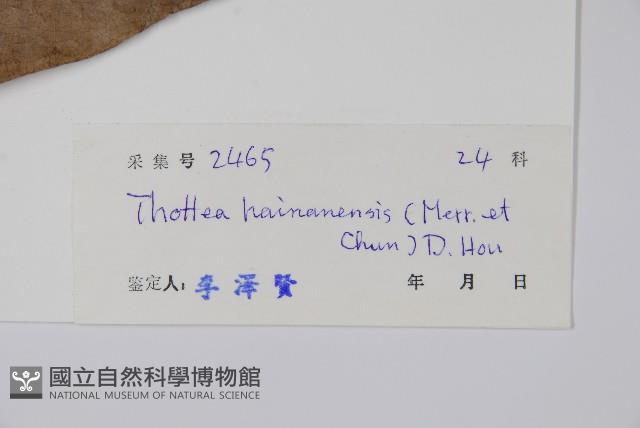 采集号 2465 24 科
Thottea hainanensis (Merr. et
Chun) D. Hou
鉴定人: 李泽賢 年 月 日
國立自然科學博物館
NATIONAL MUSEUM OF NATURAL SCIENCE